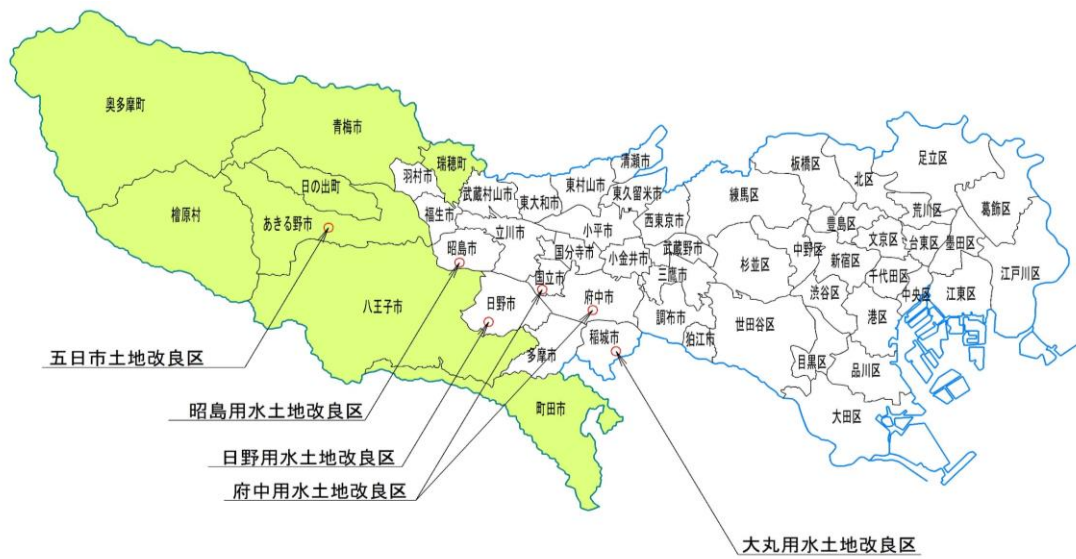 奥多摩町
青梅市
瑞穂町
日の出町
檜原村
あきる野市
羽村市
福生市
武蔵村山市
東大和市
東村山市
清瀬市
東久留米市
西東京市
立川市
小平市
昭島市
国分寺市
小金井市
武蔵野市
三鷹市
国立市
八王子市
日野市
府中市
調布市
稲城市
狛江市
多摩市
町田市
板橋区
練馬区
北区
足立区
荒川区
葛飾区
豊島区
文京区
台東区
墨田区
中野区
杉並区
新宿区
千代田区
中央区
江東区
江戸川区
渋谷区
港区
世田谷区
目黒区
品川区
大田区
五日市土地改良区
昭島用水土地改良区
日野用水土地改良区
府中用水土地改良区
大丸用水土地改良区